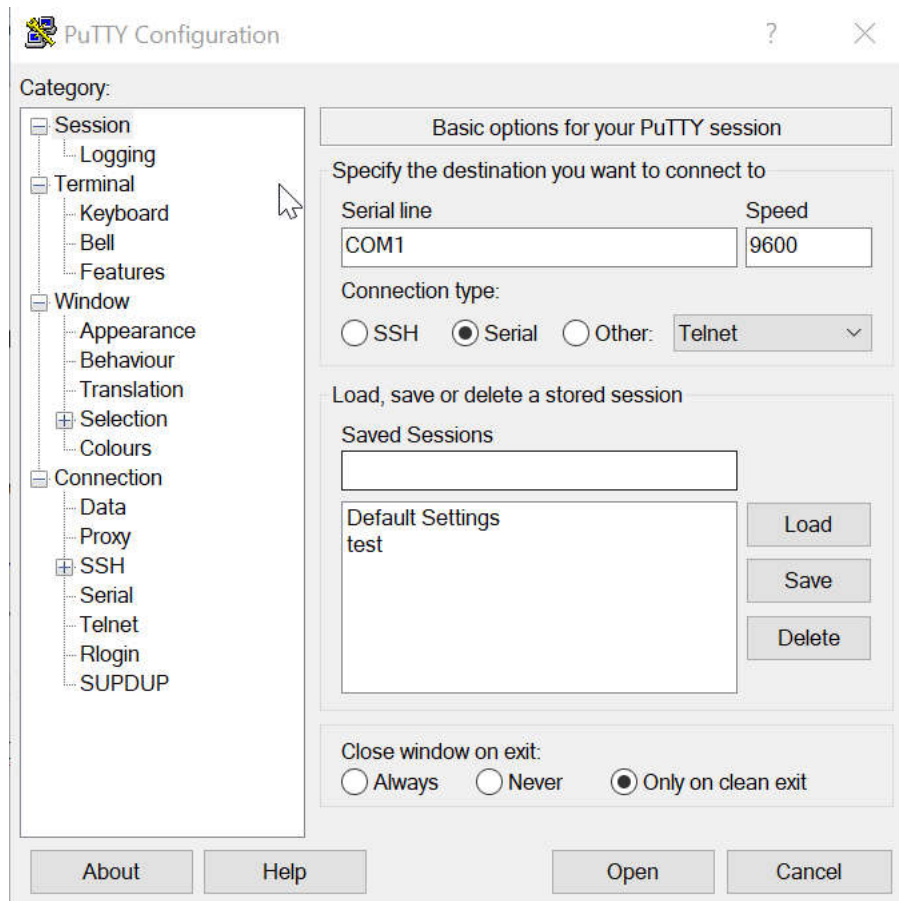 PuTTY Configuration
?
Category:
Session
Logging
Terminal
Keyboard
Bell
Features
Window
Appearance
Behaviour
Translation
Selection
Colours
Connection
Data
Proxy
SSH
Serial
Telnet
Rlogin
SUPDUP
Basic options for your PuTTY session
Specify the destination you want to connect to
Serial line Speed
COM1 9600
Connection type:
SSH Serial Other: Telnet
Load, save or delete a stored session
Saved Sessions
Default Settings
test
Load
Save
Delete
Close window on exit:
Always Never Only on clean exit
About Help Open Cancel